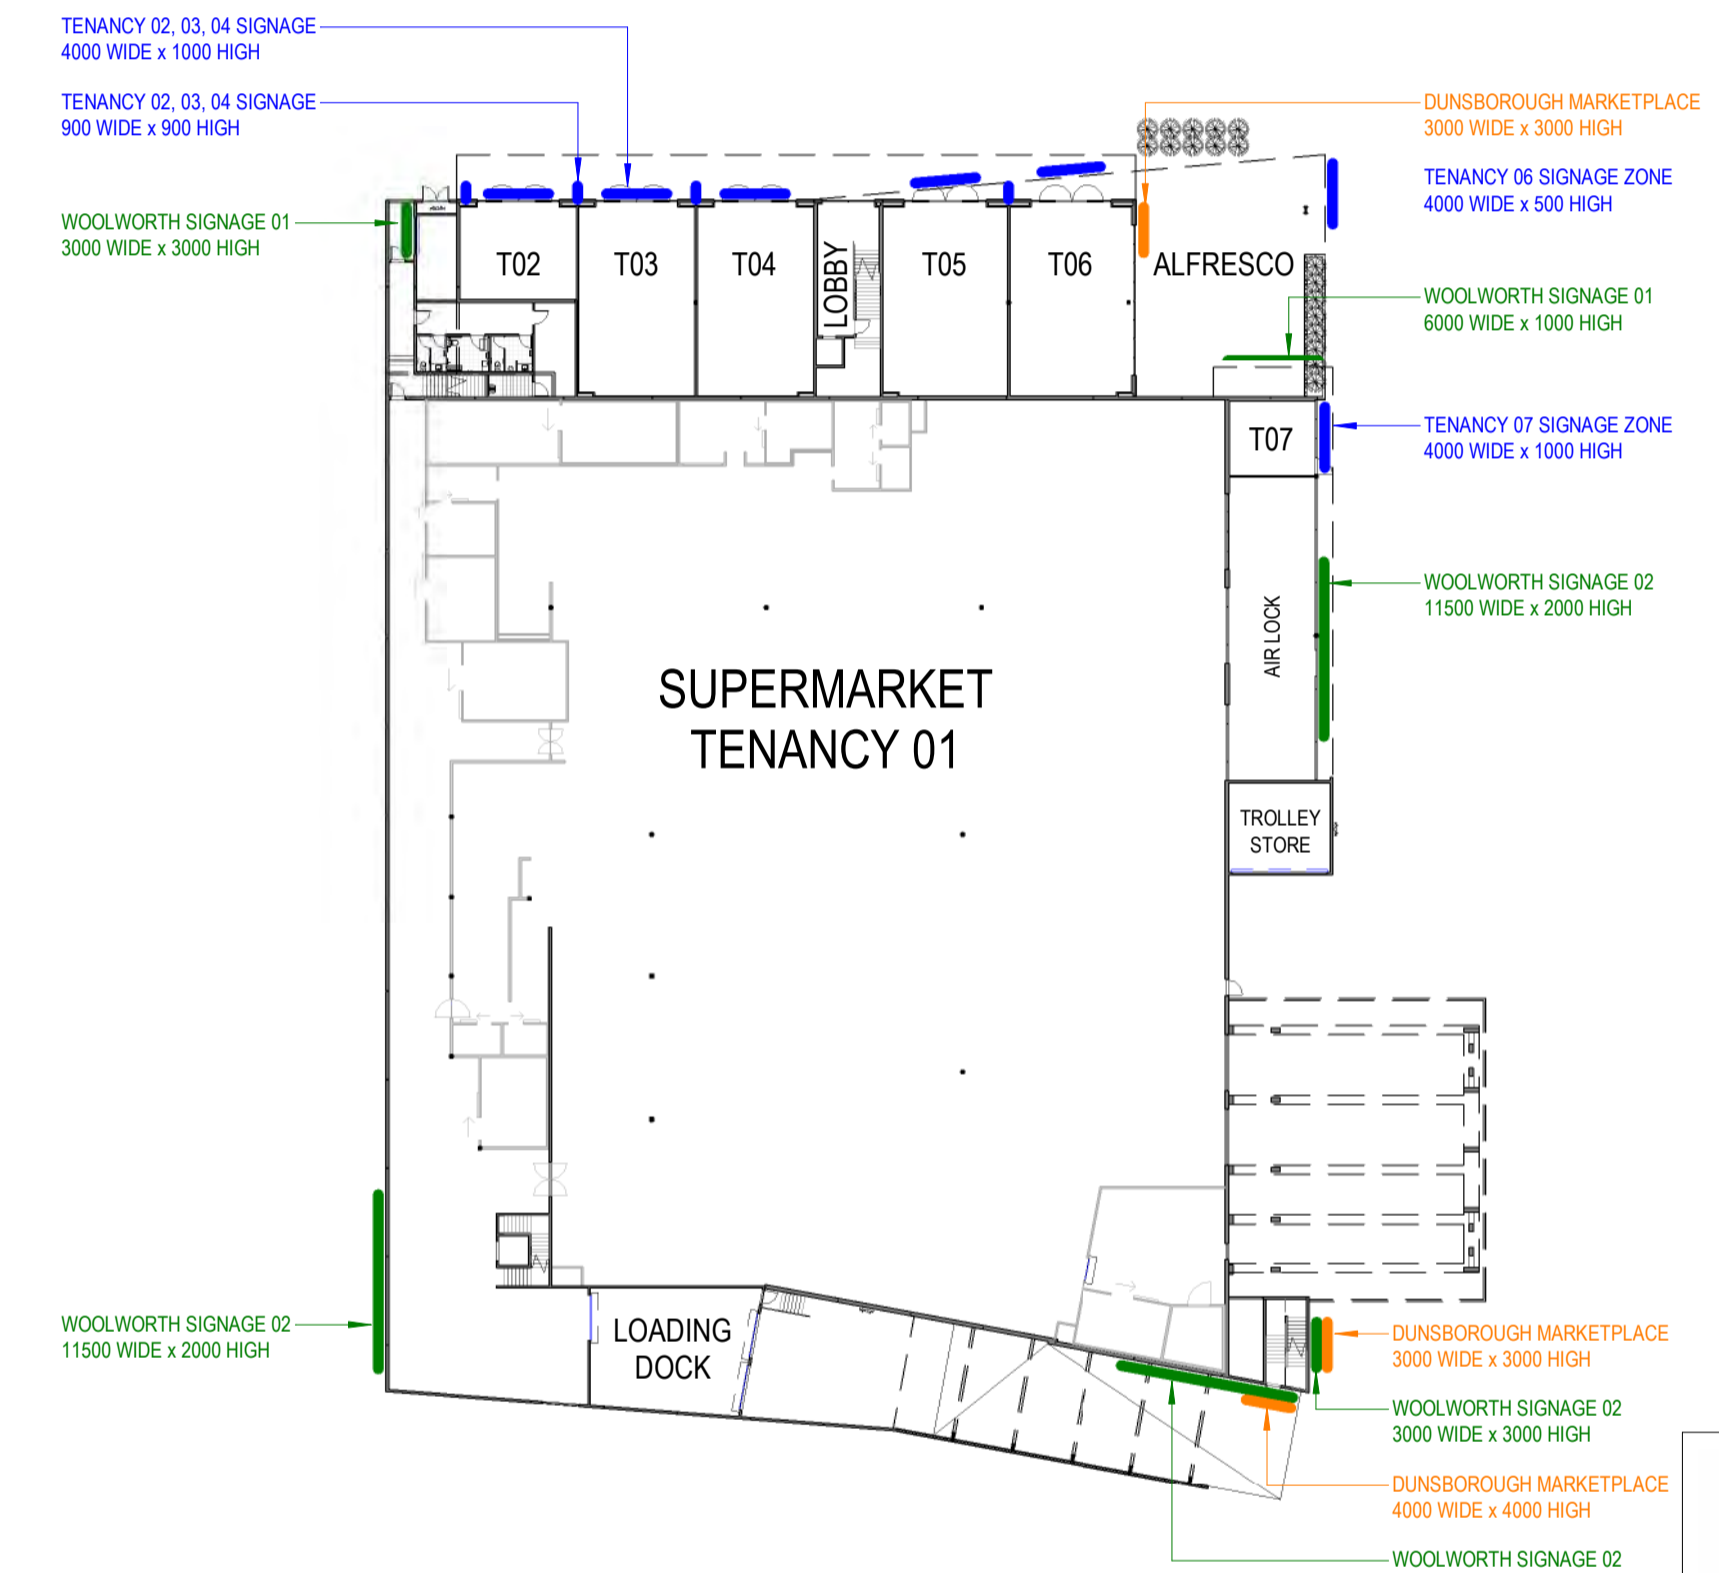 TENANCY 02, 03, 04 SIGNAGE
4000 WIDE x 1000 HIGH
TENANCY 02, 03, 04 SIGNAGE
900 WIDE x 900 HIGH
WOOLWORTH SIGNAGE 01
3000 WIDE x 3000 HIGH
DUNSBOROUGH MARKETPLACE
3000 WIDE x 3000 HIGH
TENANCY 06 SIGNAGE ZONE
4000 WIDE x 500 HIGH
WOOLWORTH SIGNAGE 01
6000 WIDE x 1000 HIGH
TENANCY 07 SIGNAGE ZONE
4000 WIDE x 1000 HIGH
WOOLWORTH SIGNAGE 02
11500 WIDE x 2000 HIGH
T02
T03
T04
LOBBY
T05
T06
ALFRESCO
T07
AIR LOCK
SUPERMARKET
TENANCY 01
TROLLEY
STORE
LOADING
DOCK
WOOLWORTH SIGNAGE 02
11500 WIDE x 2000 HIGH
DUNSBOROUGH MARKETPLACE
3000 WIDE x 3000 HIGH
WOOLWORTH SIGNAGE 02
3000 WIDE x 3000 HIGH
DUNSBOROUGH MARKETPLACE
4000 WIDE x 4000 HIGH
WOOLWORTH SIGNAGE 02